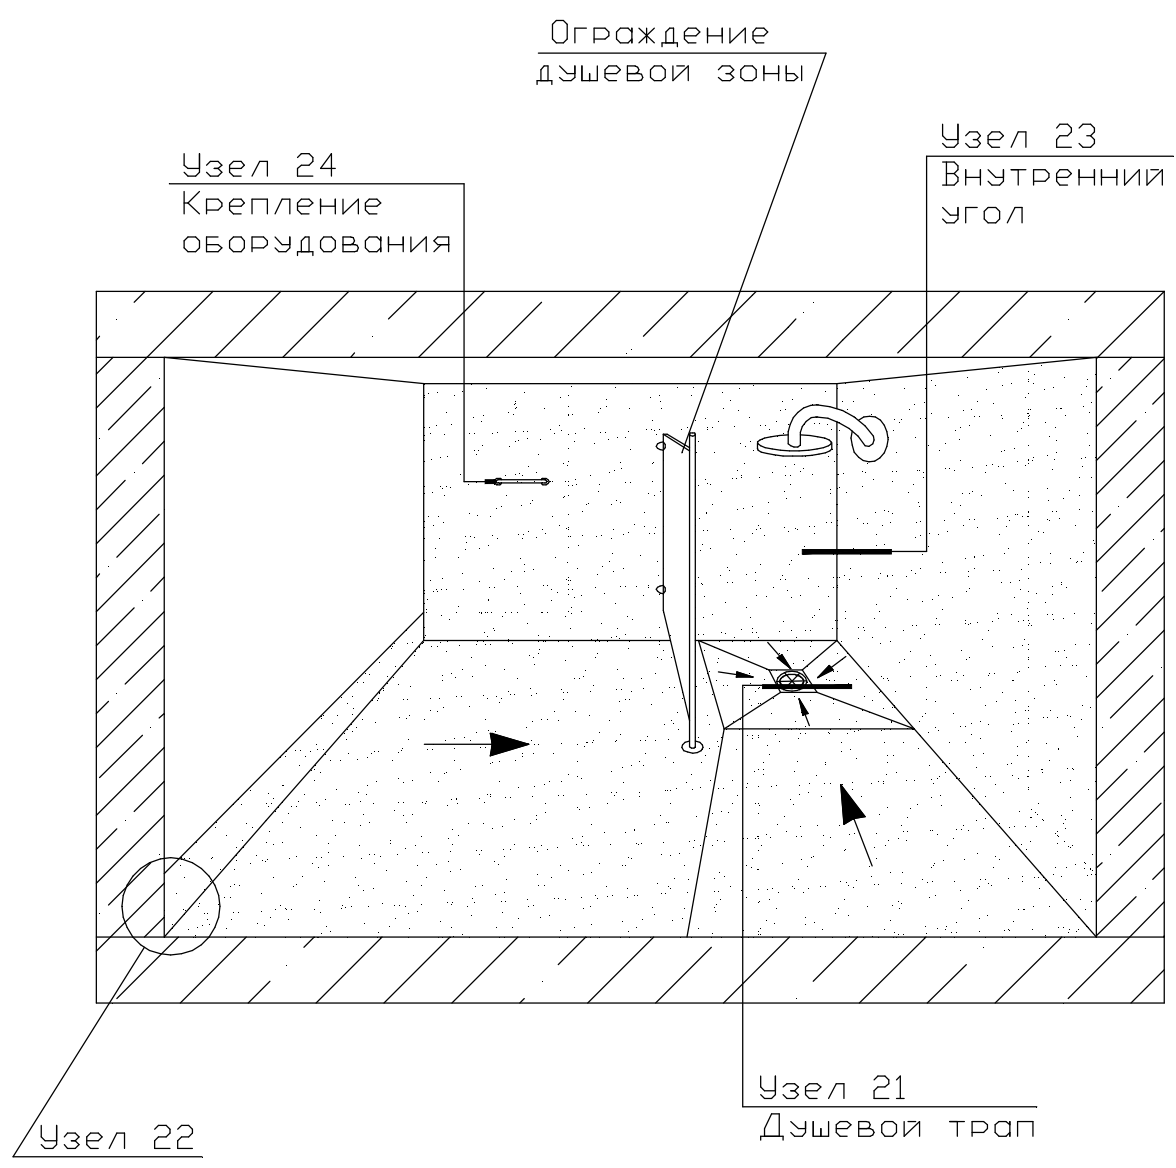 Ограждение
душевой зоны
Узел 23
Внутренний
угол
Узел 24
Крепление
оборудования
Узел 21
Душевой трап
Узел 22